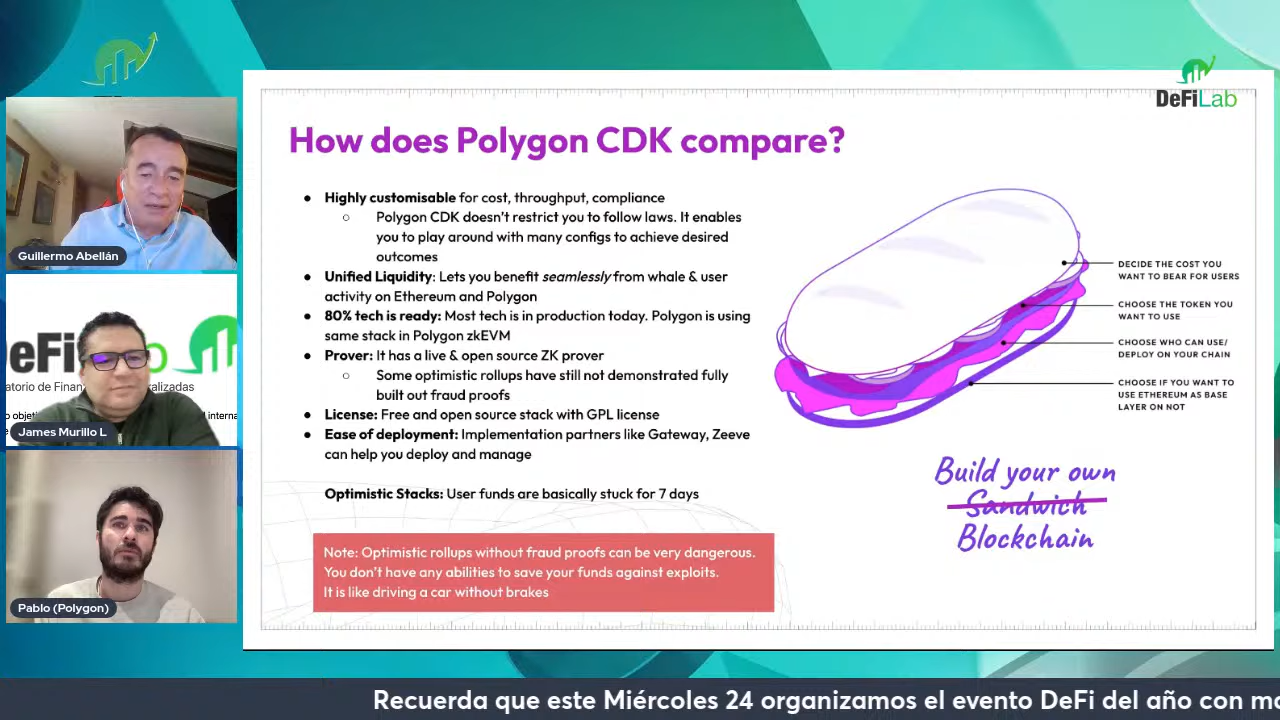 DeFiLab
How does Polygon CDK compare?
● Highly customisable for cost, throughput, compliance
○ Polygon CDK doesn't restrict you to follow laws. It enables
you to play around with many configs to achieve desired
outcomes
● Unified Liquidity: Lets you benefit seamlessly from whale & user
activity on Ethereum and Polygon
● 80% tech is ready: Most tech is in production today. Polygon is using
same stack in Polygon zkEVM
● Prover: It has a live & open source ZK prover
○ Some optimistic rollups have still not demonstrated fully
built out fraud proofs
● License: Free and open source stack with GPL license
● Ease of deployment: Implementation partners like Gateway, Zeeve
can help you deploy and manage
Optimistic Stacks: User funds are basically stuck for 7 days
Note: Optimistic rollups without fraud proofs can be very dangerous.
You don't have any abilities to save your funds against exploits.
It is like driving a car without brakes
DECIDE THE COST YOU
WANT TO BEAR FOR USERS
CHOOSE THE TOKEN YOU
WANT TO USE
CHOOSE WHO CAN USE/
DEPLOY ON YOUR CHAIN
CHOOSE IF YOU WANT TO
USE ETHEREUM AS BASE
LAYER ON NOT
Build your own
Sandwich
Blockchain
Guillermo Abellán
eFi
atorio de Finan
alizadas
objeti
interna
James Murillo L
Pablo (Polygon)
Recuerda que este Miércoles 24 organizamos el evento DeFi del año con